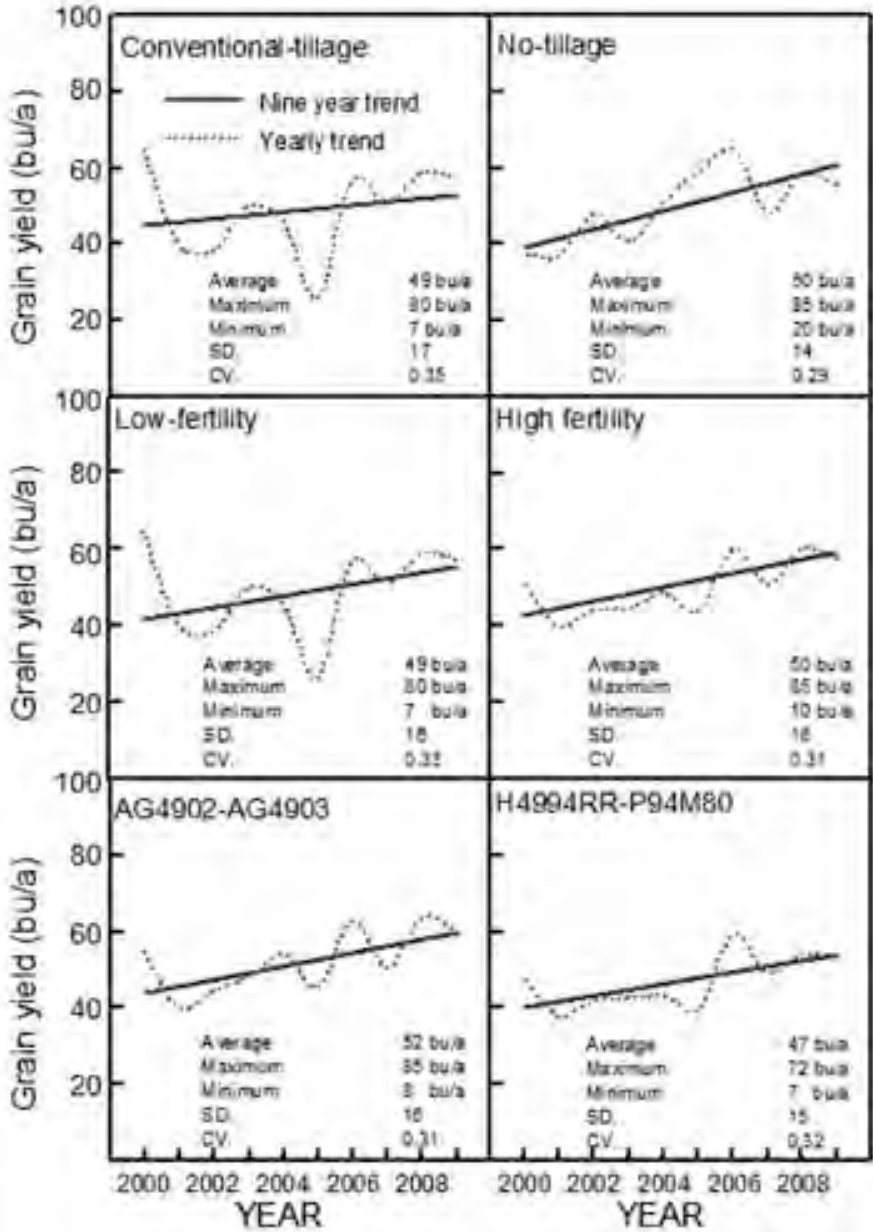 Conventional-tillage
Nine year trend
Yearly trend
Average 49 bu/a
Maximum 80 bu/a
Minimum 7 bu/a
SD. 17
CV. 0.35
No-tillage
Average 50 bu/a
Maximum 85 bu/a
Minimum 20 bu/a
SD. 14
CV. 0.29
100
80
60
40
20
Grain yield (bu/a)
Low-fertility
Average 49 bu/a
Maximum 80 bu/a
Minimum 7 bu/a
SD. 16
CV. 0.35
High fertility
Average 50 bu/a
Maximum 85 bu/a
Minimum 10 bu/a
SD. 16
CV. 0.31
100
80
60
40
20
Grain yield (bu/a)
AG4902-AG4903
Average 52 bu/a
Maximum 85 bu/a
Minimum 8 bu/a
SD. 16
CV. 0.31
H4994RR-P94M80
Average 47 bu/a
Maximum 72 bu/a
Minimum 7 bu/a
SD. 15
CV. 0.32
100
80
60
40
20
Grain yield (bu/a)
2000 2002 2004 2006 2008
YEAR
2000 2002 2004 2006 2008
YEAR